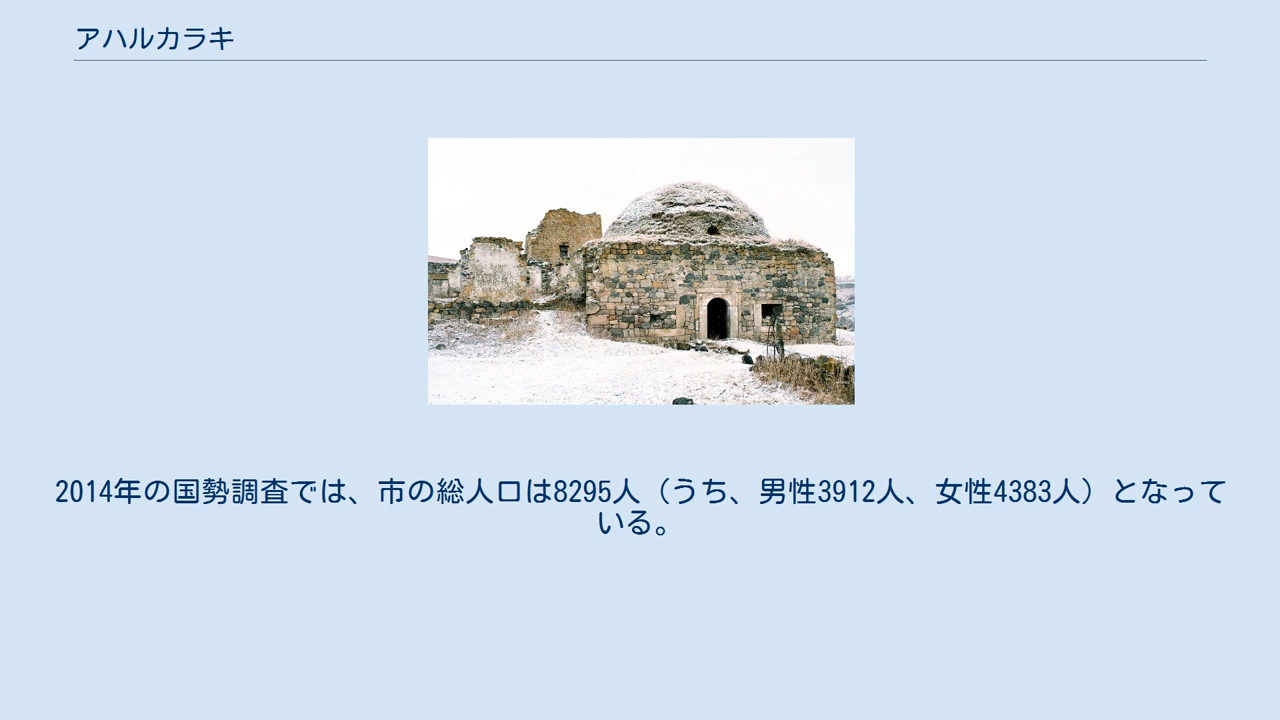 アハルカラキ
2014年の国勢調査では、市の総人口は8295人（うち、男性3912人、女性4383人）となって
いる。